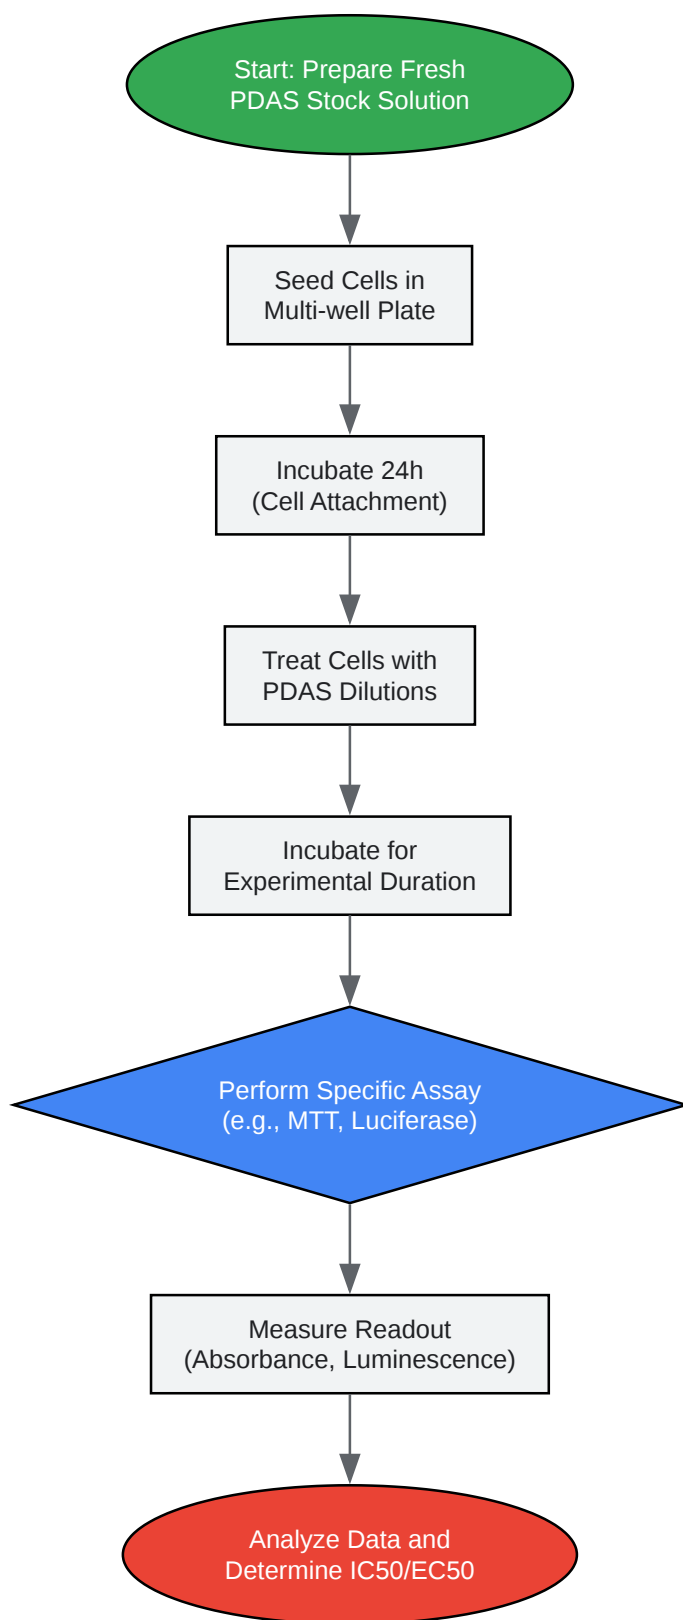 Start: Prepare Fresh
PDAS Stock Solution
Seed Cells in
Multi-well Plate
Incubate 24h
(Cell Attachment)
Treat Cells with
PDAS Dilutions
Incubate for
Experimental Duration
Perform Specific Assay
(e.g., MTT, Luciferase)
Measure Readout
(Absorbance, Luminescence)
Analyze Data and
Determine IC50/EC50